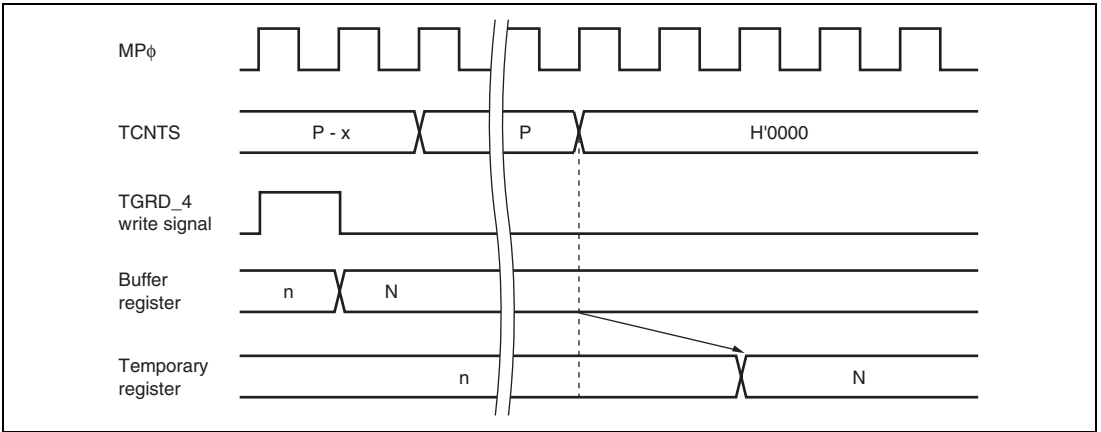 MPφ
TCNTS
P - x
P
H'0000
TGRD_4
write signal
Buffer
register
n
N
Temporary
register
n
N